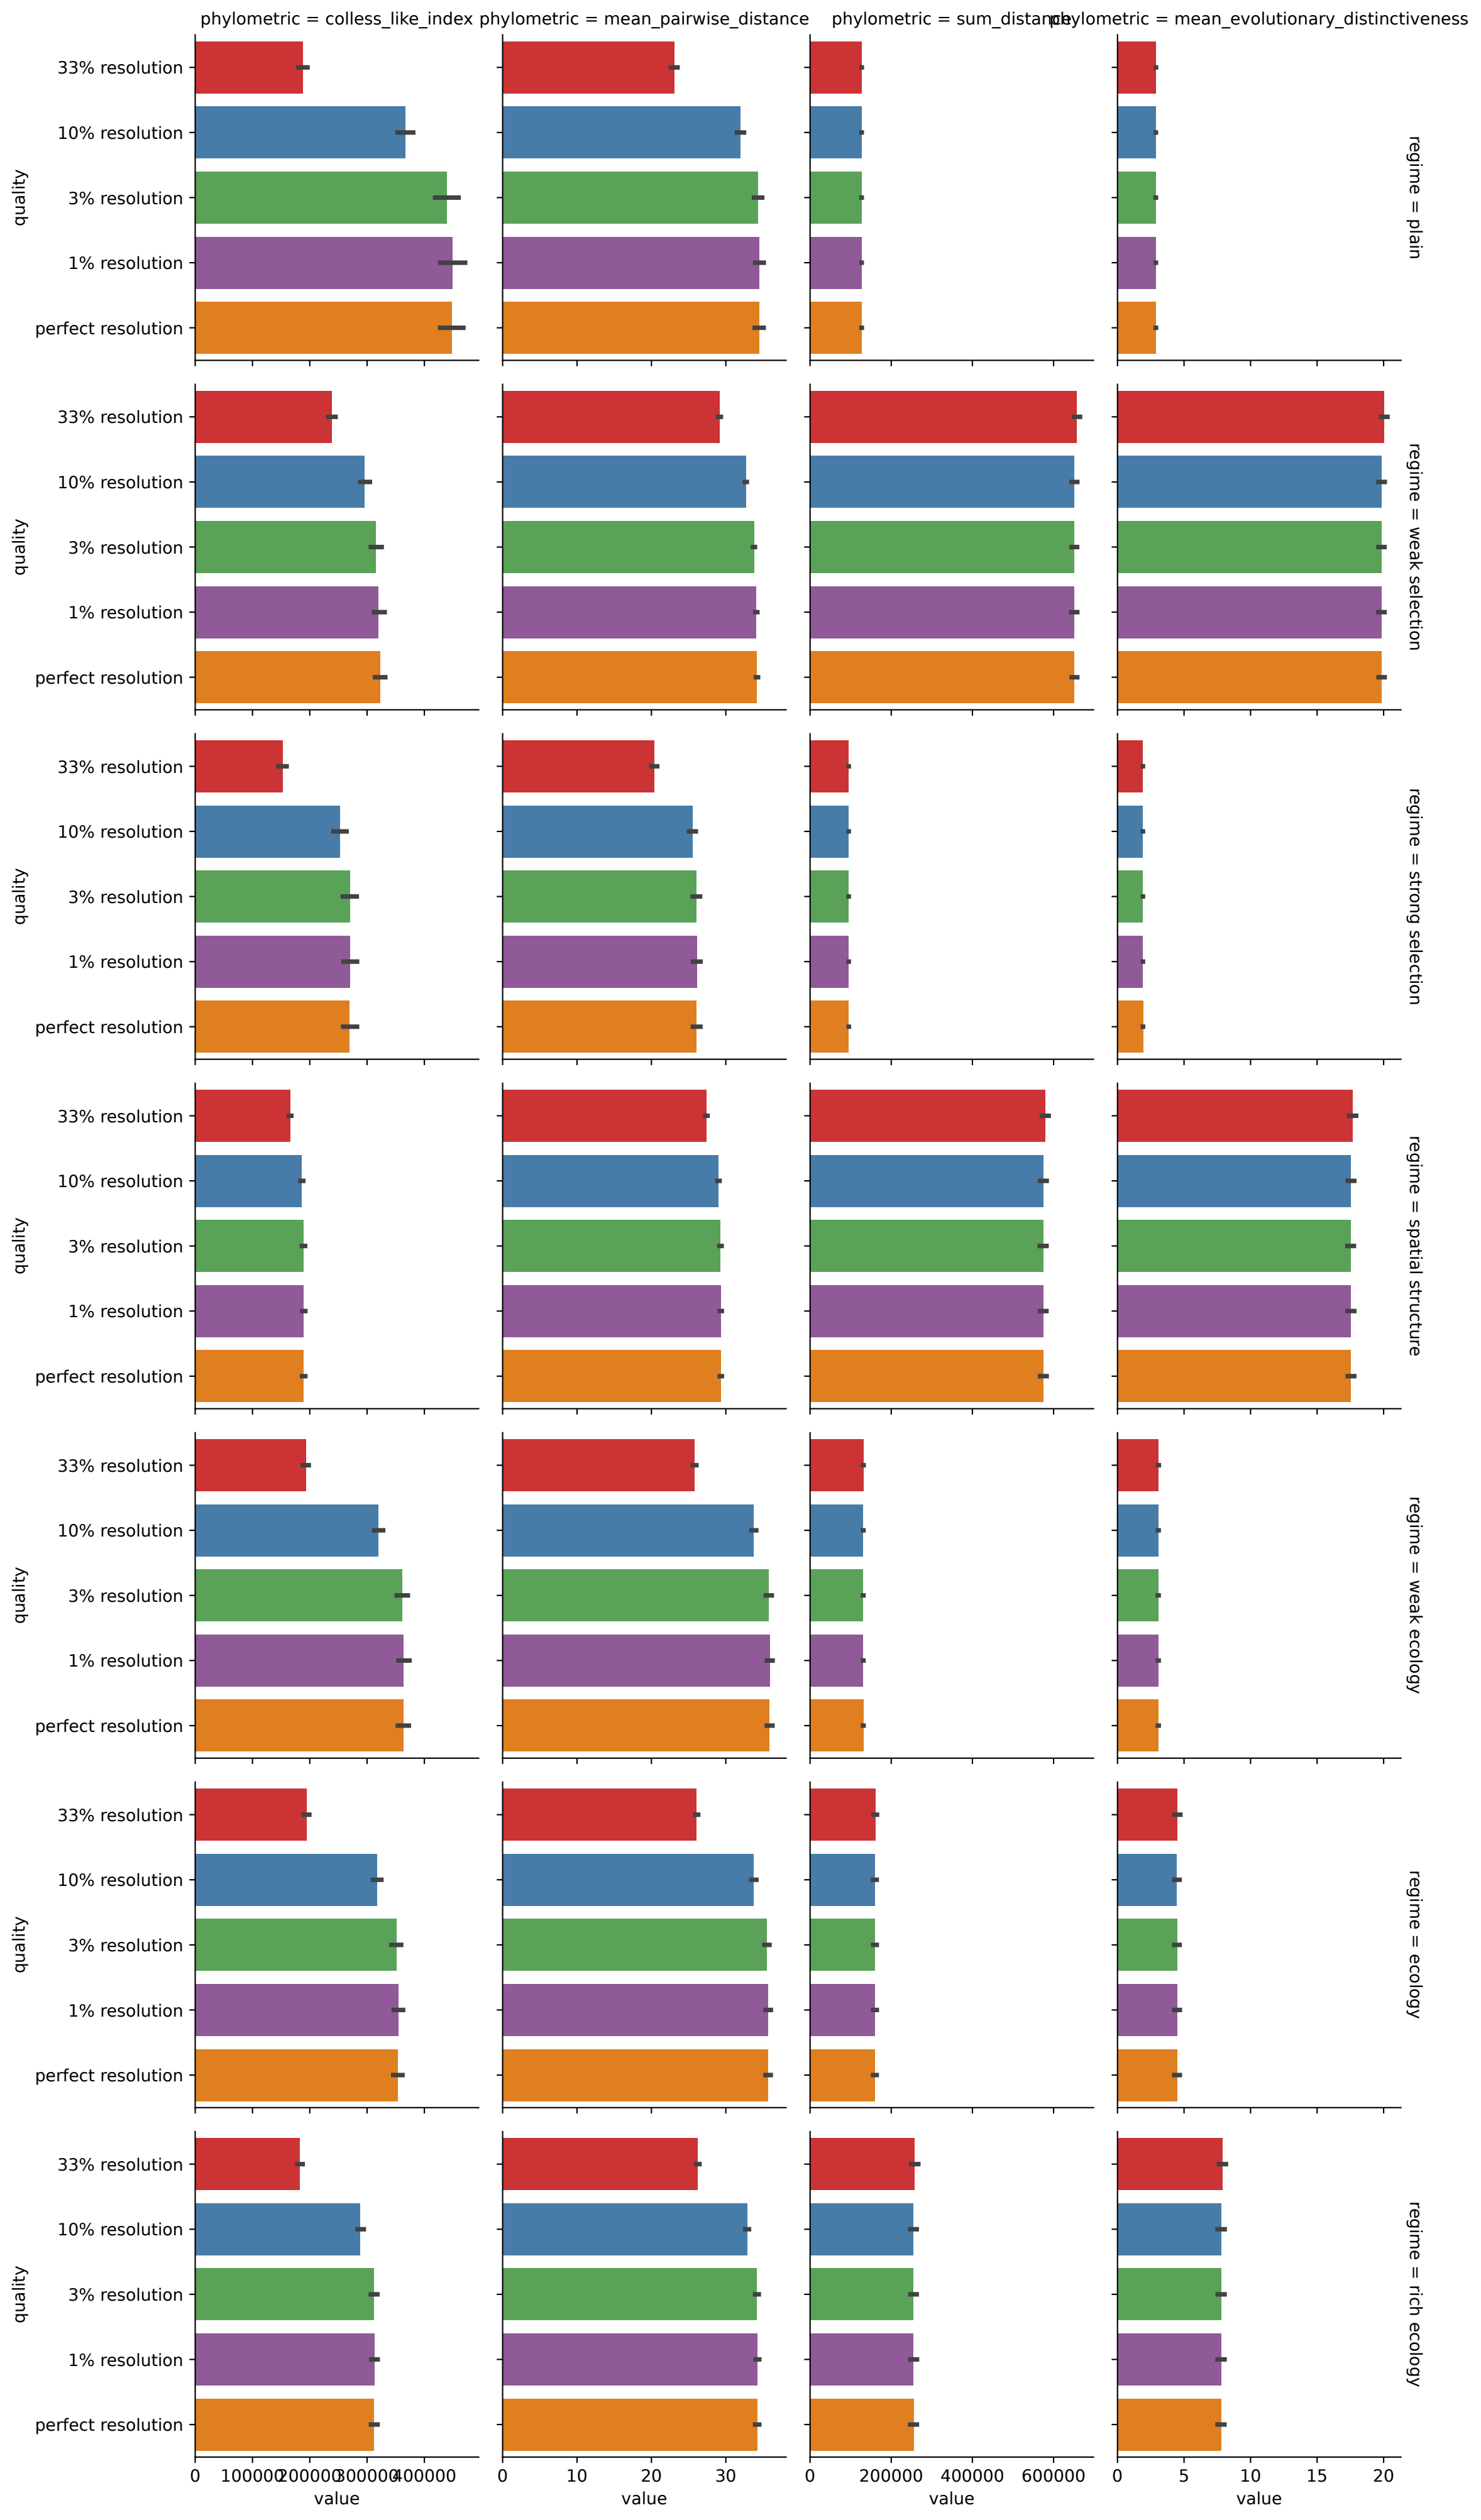 phylometric = colless_like_index
phylometric = mean_pairwise_distance
phylometric = sum_distance
phylometric = mean_evolutionary_distinctiveness
quality
33% resolution
10% resolution
3% resolution
1% resolution
perfect resolution
regime = plain
quality
33% resolution
10% resolution
3% resolution
1% resolution
perfect resolution
regime = weak selection
quality
33% resolution
10% resolution
3% resolution
1% resolution
perfect resolution
regime = strong selection
quality
33% resolution
10% resolution
3% resolution
1% resolution
perfect resolution
regime = spatial structure
quality
33% resolution
10% resolution
3% resolution
1% resolution
perfect resolution
regime = weak ecology
quality
33% resolution
10% resolution
3% resolution
1% resolution
perfect resolution
regime = ecology
quality
33% resolution
10% resolution
3% resolution
1% resolution
perfect resolution
regime = rich ecology
0 100000 200000 300000 400000
value
0 10 20 30
value
0 200000 400000 600000
value
0 5 10 15 20
value